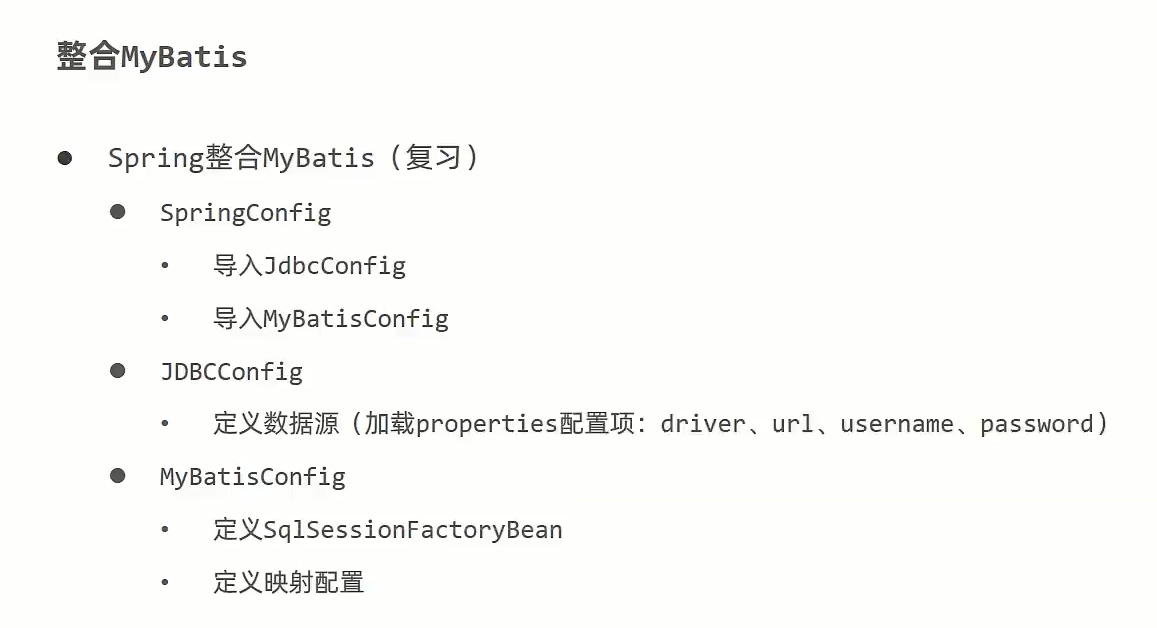 整合MyBatis
● Spring整合MyBatis（复习）
● SpringConfig
• 导入JdbcConfig
• 导入MyBatisConfig
● JDBCConfig
• 定义数据源（加载properties配置项：driver、url、username、password）
● MyBatisConfig
• 定义SqlSessionFactoryBean
• 定义映射配置